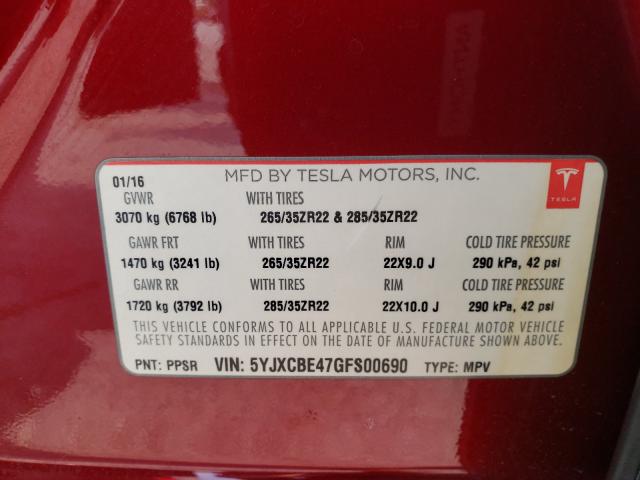 01/16 MFD BY TESLA MOTORS, INC.
GVWR WITH TIRES
TESLA
3070 kg (6768 lb) 265/35ZR22 & 285/35ZR22
GAWR FRT WITH TIRES RIM COLD TIRE PRESSURE
1470 kg (3241 lb) 265/35ZR22 22X9.0 J 290 kPa, 42 psi
GAWR RR WITH TIRES RIM COLD TIRE PRESSURE
1720 kg (3792 lb) 285/35ZR22 22X10.0 J 290 kPa, 42 psi
THIS VEHICLE CONFORMS TO ALL APPLICABLE U.S. FEDERAL MOTOR VEHICLE
SAFETY STANDARDS IN EFFECT ON THE DATE OF MANUFACTURE SHOWN ABOVE.
PNT: PPSR VIN: 5YJXCBE47GFS00690 TYPE: MPV